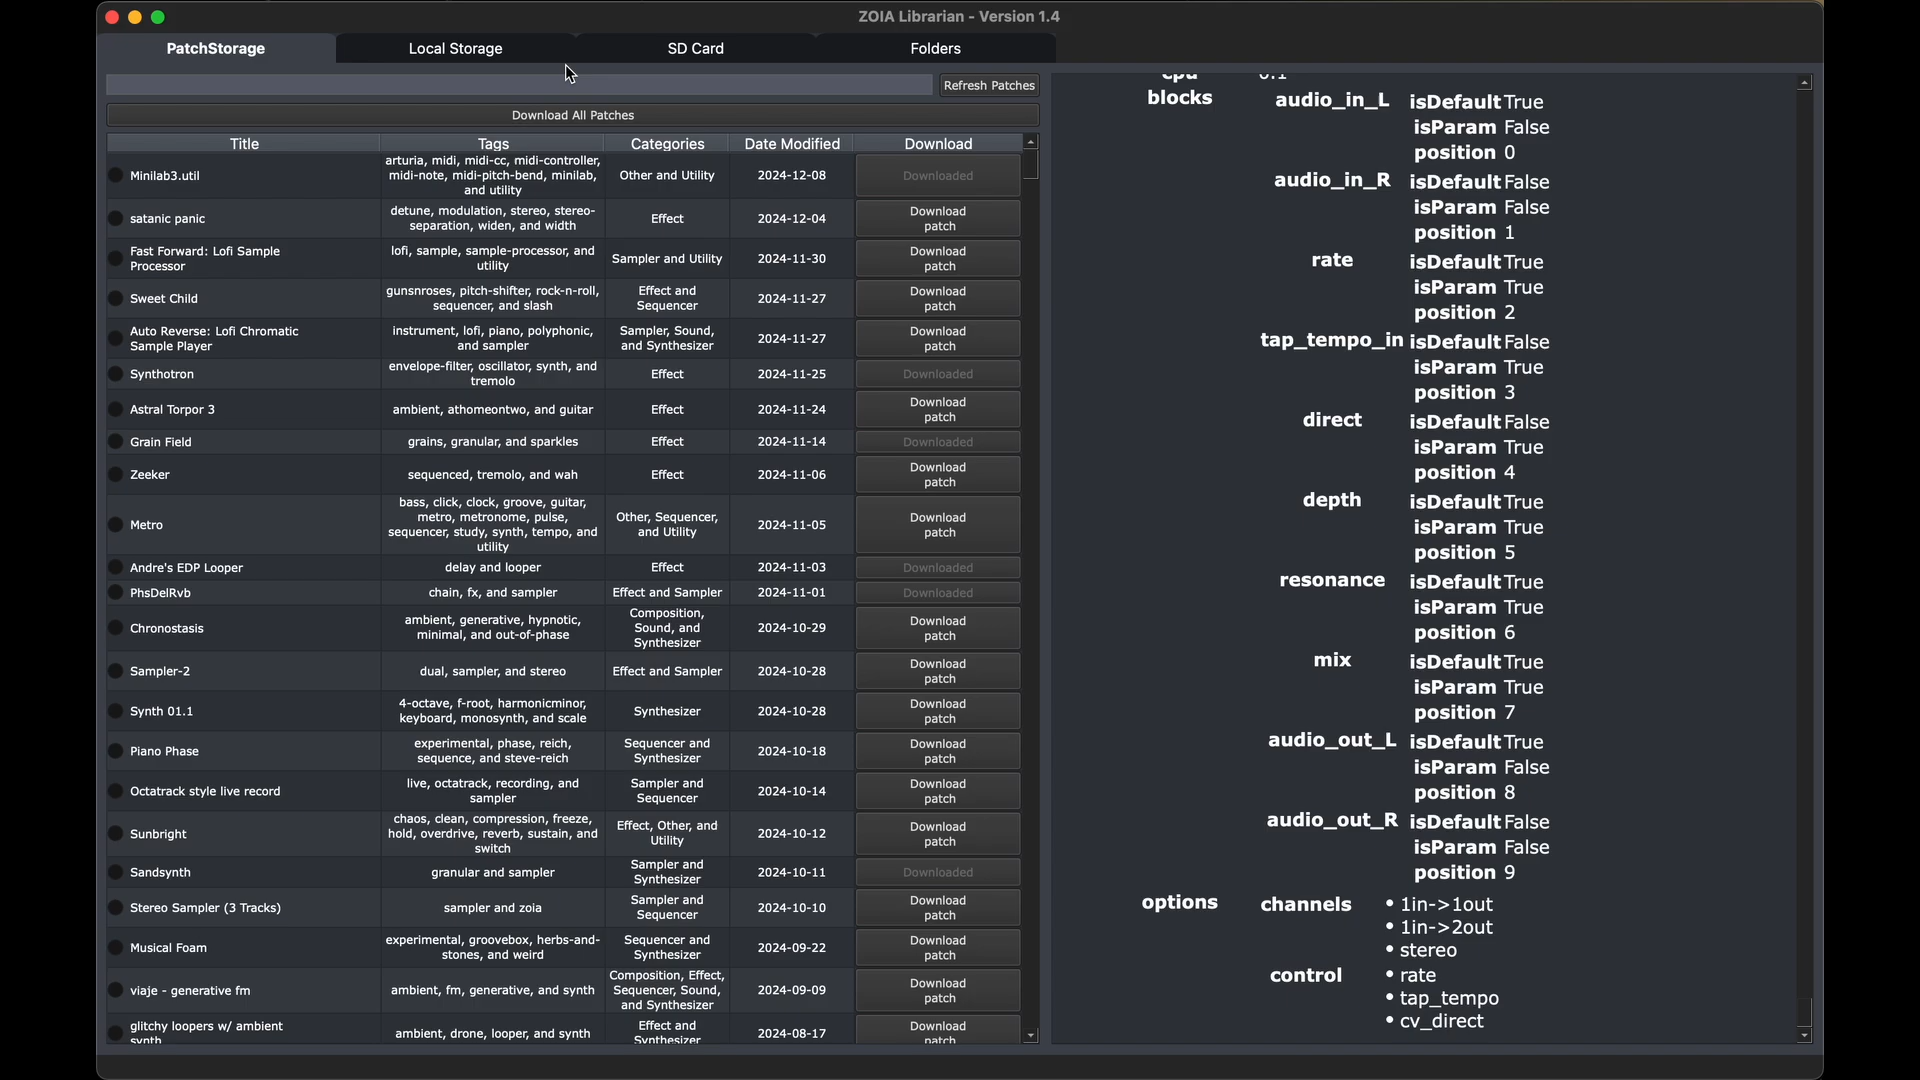 ZOIA Librarian - Version 1.4
PatchStorage
Local Storage
SD Card
Folders
Refresh Patches
Download All Patches
Title
Tags
Categories
Date Modified
Download
Minilab3.util
arturia, midi, midi-cc, midi-controller,
midi-note, midi-pitch-bend, minilab,
and utility
Other and Utility
2024-12-08
Downloaded
satanic panic
detune, modulation, stereo, stereo-
separation, widen, and width
Effect
2024-12-04
Download
patch
Fast Forward: Lofi Sample
Processor
lofi, sample, sample-processor, and
utility
Sampler and Utility
2024-11-30
Download
patch
Sweet Child
gunsnroses, pitch-shifter, rock-n-roll,
sequencer, and slash
Effect and
Sequencer
2024-11-27
Download
patch
Auto Reverse: Lofi Chromatic
Sample Player
instrument, lofi, piano, polyphonic,
and sampler
Sampler, Sound,
and Synthesizer
2024-11-27
Download
patch
Synthotron
envelope-filter, oscillator, synth, and
tremolo
Effect
2024-11-25
Downloaded
Astral Torpor 3
ambient, athomeontwo, and guitar
Effect
2024-11-24
Download
patch
Grain Field
grains, granular, and sparkles
Effect
2024-11-14
Downloaded
Zeeker
sequenced, tremolo, and wah
Effect
2024-11-06
Download
patch
Metro
bass, click, clock, groove, guitar,
metro, metronome, pulse,
sequencer, study, synth, tempo, and
utility
Other, Sequencer,
and Utility
2024-11-05
Download
patch
Andre's EDP Looper
delay and looper
Effect
2024-11-03
Downloaded
PhsDelRvb
chain, fx, and sampler
Effect and Sampler
2024-11-01
Downloaded
Chronostasis
ambient, generative, hypnotic,
minimal, and out-of-phase
Composition,
Sound, and
Synthesizer
2024-10-29
Download
patch
Sampler-2
dual, sampler, and stereo
Effect and Sampler
2024-10-28
Download
patch
Synth 01.1
4-octave, f-root, harmonicminor,
keyboard, monosynth, and scale
Synthesizer
2024-10-28
Download
patch
Piano Phase
experimental, phase, reich,
sequence, and steve-reich
Sequencer and
Synthesizer
2024-10-18
Download
patch
Octatrack style live record
live, octatrack, recording, and
sampler
Sampler and
Sequencer
2024-10-14
Download
patch
Sunbright
chaos, clean, compression, freeze,
hold, overdrive, reverb, sustain, and
switch
Effect, Other, and
Utility
2024-10-12
Download
patch
Sandsynth
granular and sampler
Sampler and
Synthesizer
2024-10-11
Downloaded
Stereo Sampler (3 Tracks)
sampler and zoia
Sampler and
Sequencer
2024-10-10
Download
patch
Musical Foam
experimental, groovebox, herbs-and-
stones, and weird
Sequencer and
Synthesizer
2024-09-22
Download
patch
viaje - generative fm
ambient, fm, generative, and synth
Composition, Effect,
Sequencer, Sound,
and Synthesizer
2024-09-09
Download
patch
glitchy loopers w/ ambient
synth
ambient, drone, looper, and synth
Effect and
Synthesizer
2024-08-17
Download
patch
cpu 0.1
blocks audio_in_L isDefault True
isParam False
position 0
audio_in_R isDefault False
isParam False
position 1
rate isDefault True
isParam True
position 2
tap_tempo_in isDefault False
isParam True
position 3
direct isDefault False
isParam True
position 4
depth isDefault True
isParam True
position 5
resonance isDefault True
isParam True
position 6
mix isDefault True
isParam True
position 7
audio_out_L isDefault True
isParam False
position 8
audio_out_R isDefault False
isParam False
position 9
options channels • 1in->1out
• 1in->2out
• stereo
control • rate
• tap_tempo
• cv_direct